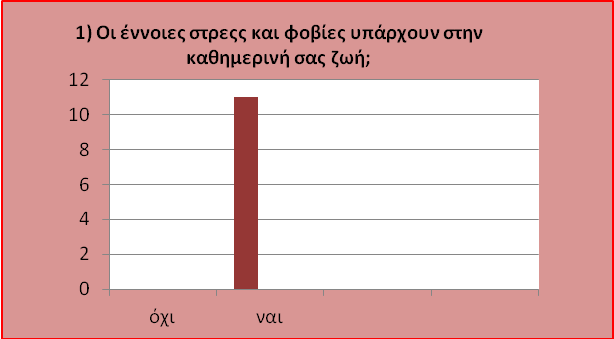 1) Οι έννοιες στρεςς και φοβίες υπάρχουν στην
καθημερινή σας ζωή;
12
10
8
6
4
2
0
όχι ναι